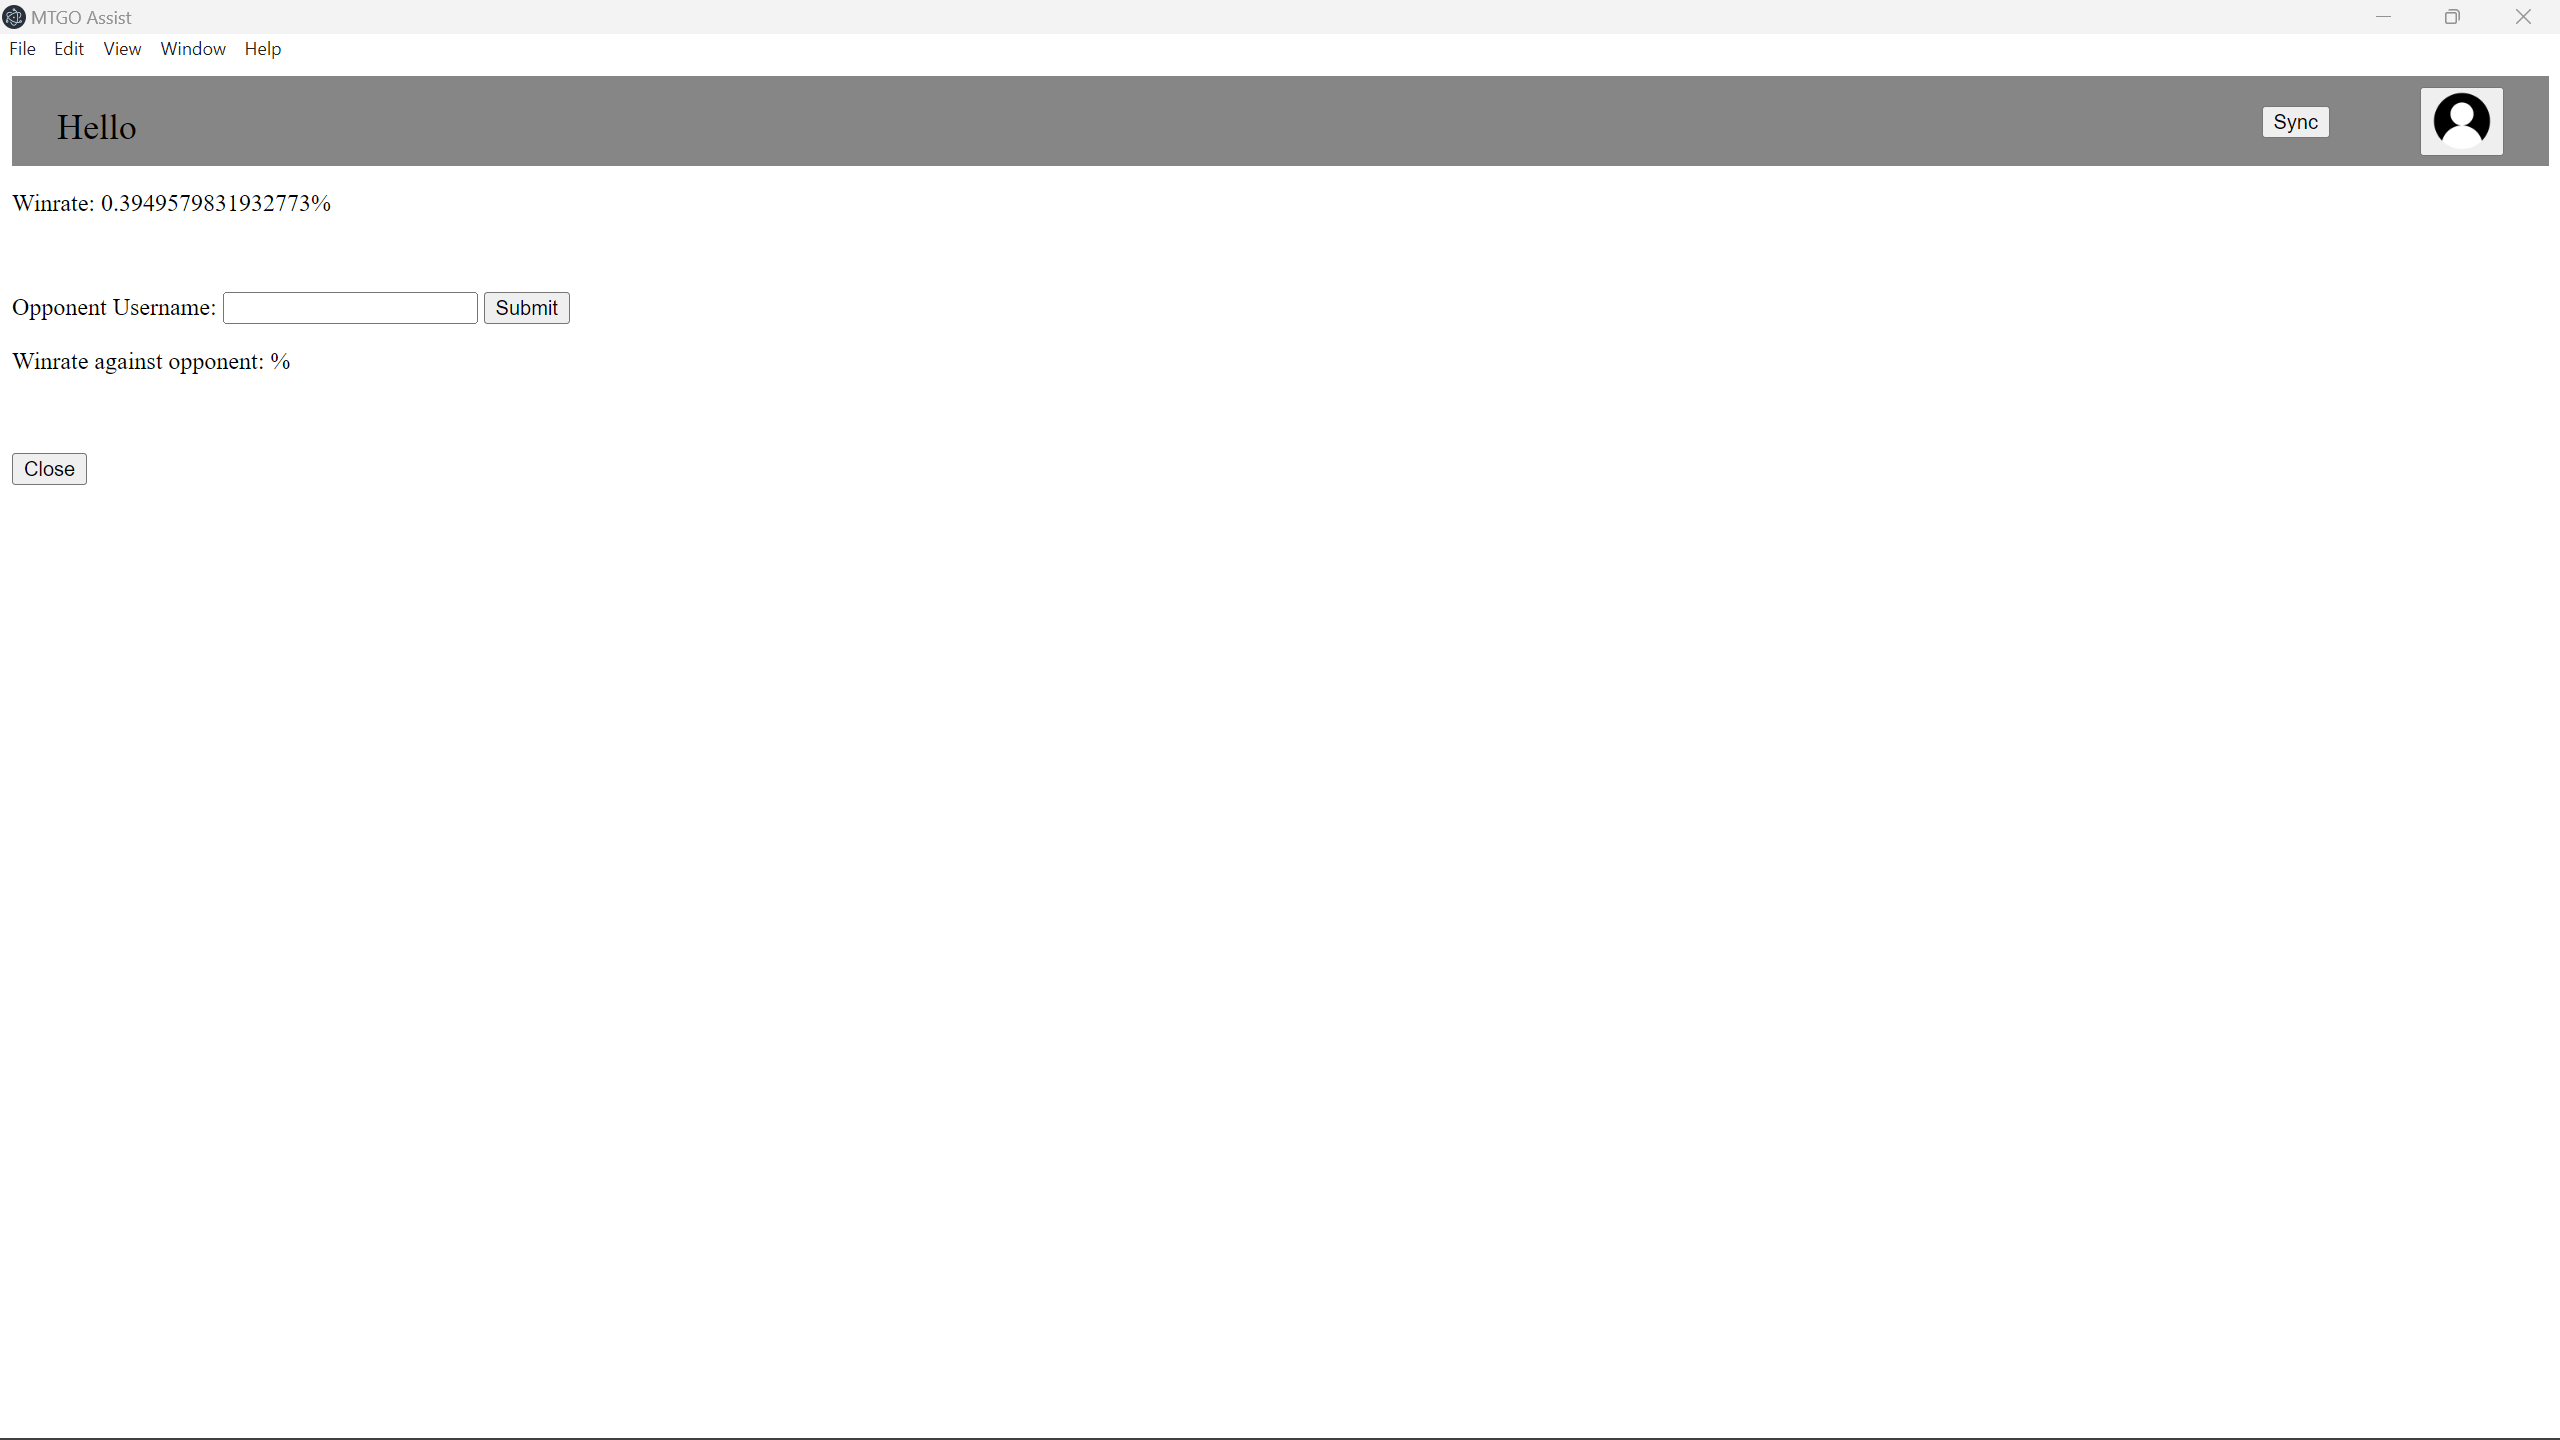 MTGO Assist
File Edit View Window Help
Hello
Sync
Winrate: 0.3949579831932773%
Opponent Username: Submit
Winrate against opponent: %
Close